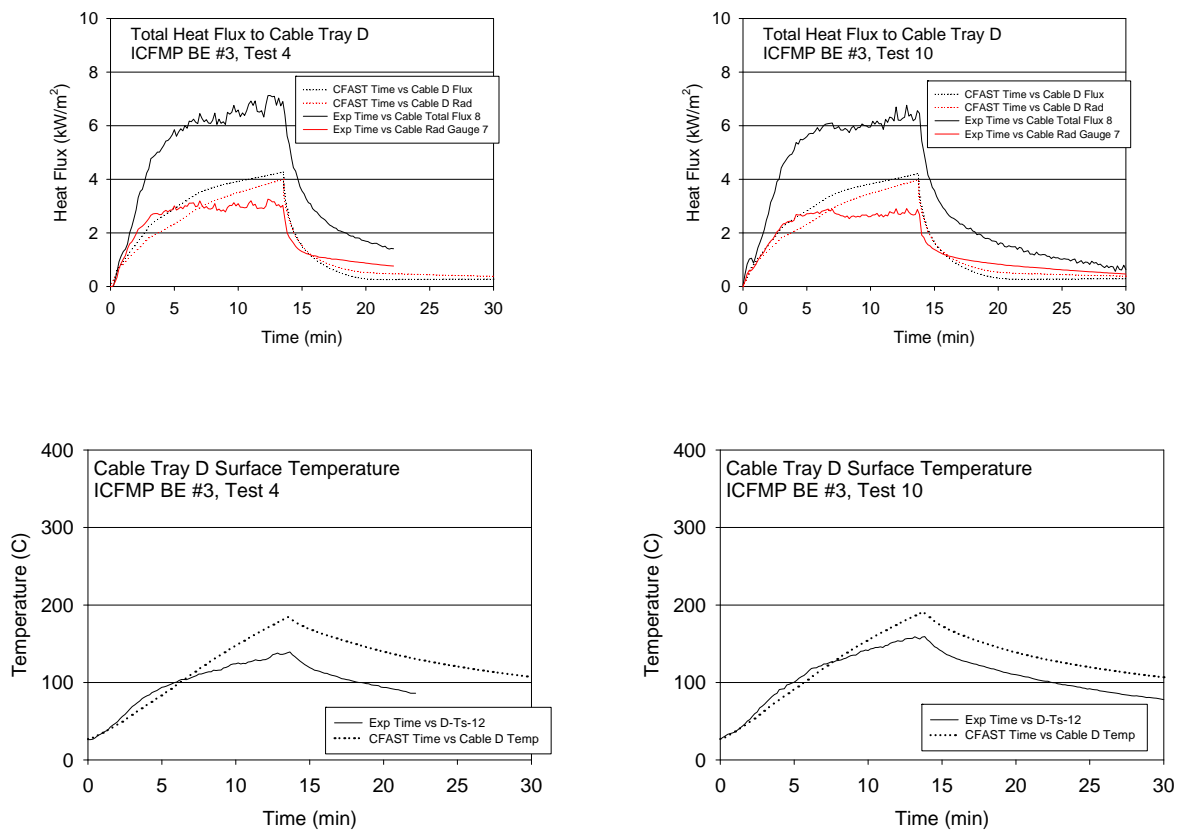 Total Heat Flux to Cable Tray D
ICFMP BE #3, Test 4
CFAST Time vs Cable D Flux
CFAST Time vs Cable D Rad
Exp Time vs Cable Total Flux 8
Exp Time vs Cable Rad Gauge 7
Heat Flux (kW/m²)
10
8
6
4
2
0
0 5 10 15 20 25 30
Time (min)
Total Heat Flux to Cable Tray D
ICFMP BE #3, Test 10
CFAST Time vs Cable D Flux
CFAST Time vs Cable D Rad
Exp Time vs Cable Total Flux 8
Exp Time vs Cable Rad Gauge 7
Heat Flux (kW/m²)
10
8
6
4
2
0
0 5 10 15 20 25 30
Time (min)
Cable Tray D Surface Temperature
ICFMP BE #3, Test 4
Temperature (C)
400
300
200
100
0
Exp Time vs D-Ts-12
CFAST Time vs Cable D Temp
0 5 10 15 20 25 30
Time (min)
Cable Tray D Surface Temperature
ICFMP BE #3, Test 10
Temperature (C)
400
300
200
100
0
Exp Time vs D-Ts-12
CFAST Time vs Cable D Temp
0 5 10 15 20 25 30
Time (min)